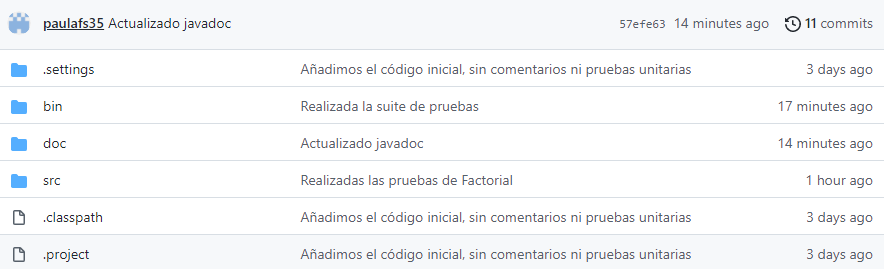 paulafs35 Actualizado javadoc 57efe63 14 minutes ago 11 commits
.settings Añadimos el código inicial, sin comentarios ni pruebas unitarias 3 days ago
bin Realizada la suite de pruebas 17 minutes ago
doc Actualizado javadoc 14 minutes ago
src Realizadas las pruebas de Factorial 1 hour ago
.classpath Añadimos el código inicial, sin comentarios ni pruebas unitarias 3 days ago
.project Añadimos el código inicial, sin comentarios ni pruebas unitarias 3 days ago